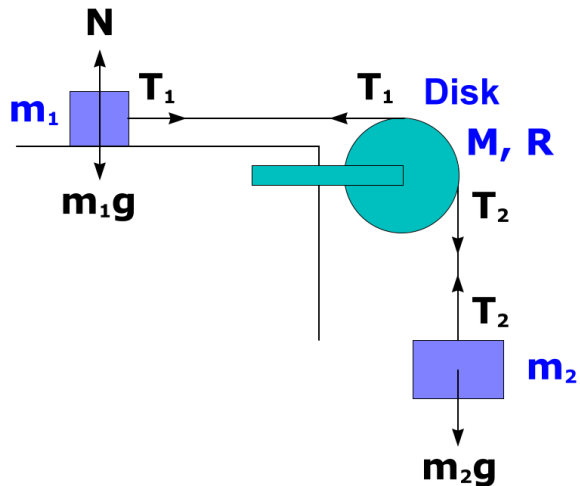 N
m₁
T₁
T₁
Disk
M, R
m₁g
T₂
T₂
m₂
m₂g